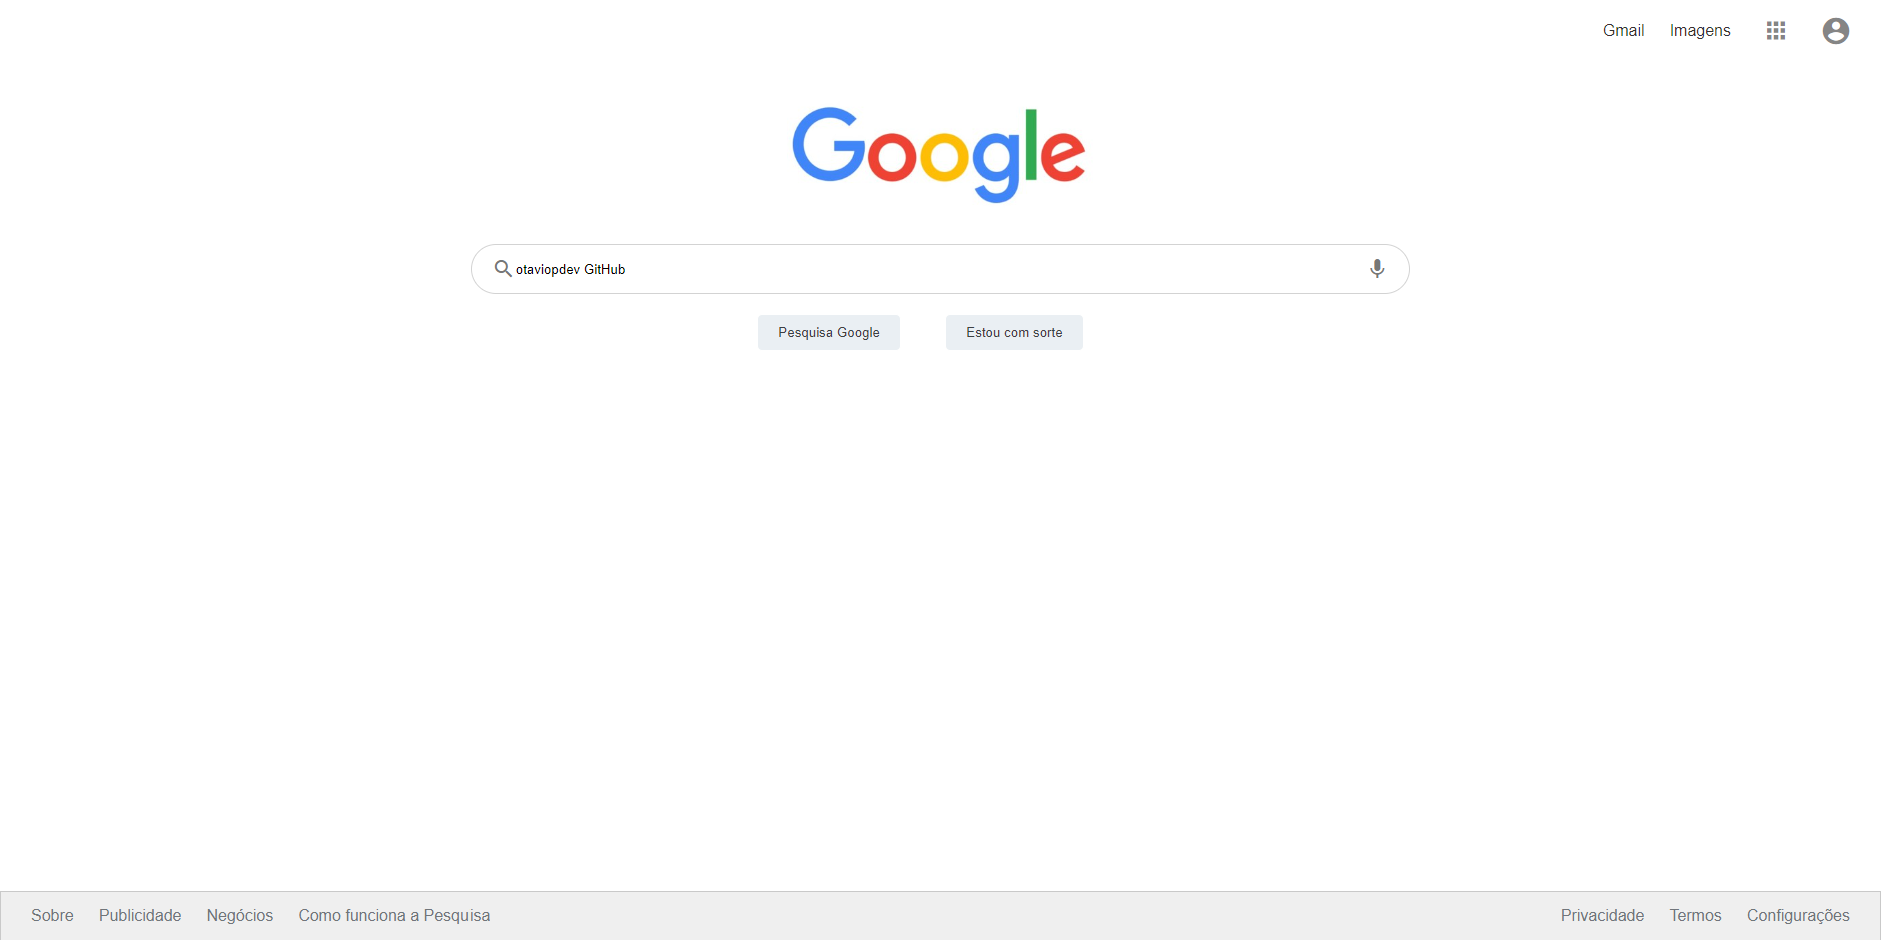 Gmail Imagens
Google
otaviopdev GitHub
Pesquisa Google Estou com sorte
Sobre Publicidade Negócios Como funciona a Pesquisa Privacidade Termos Configurações